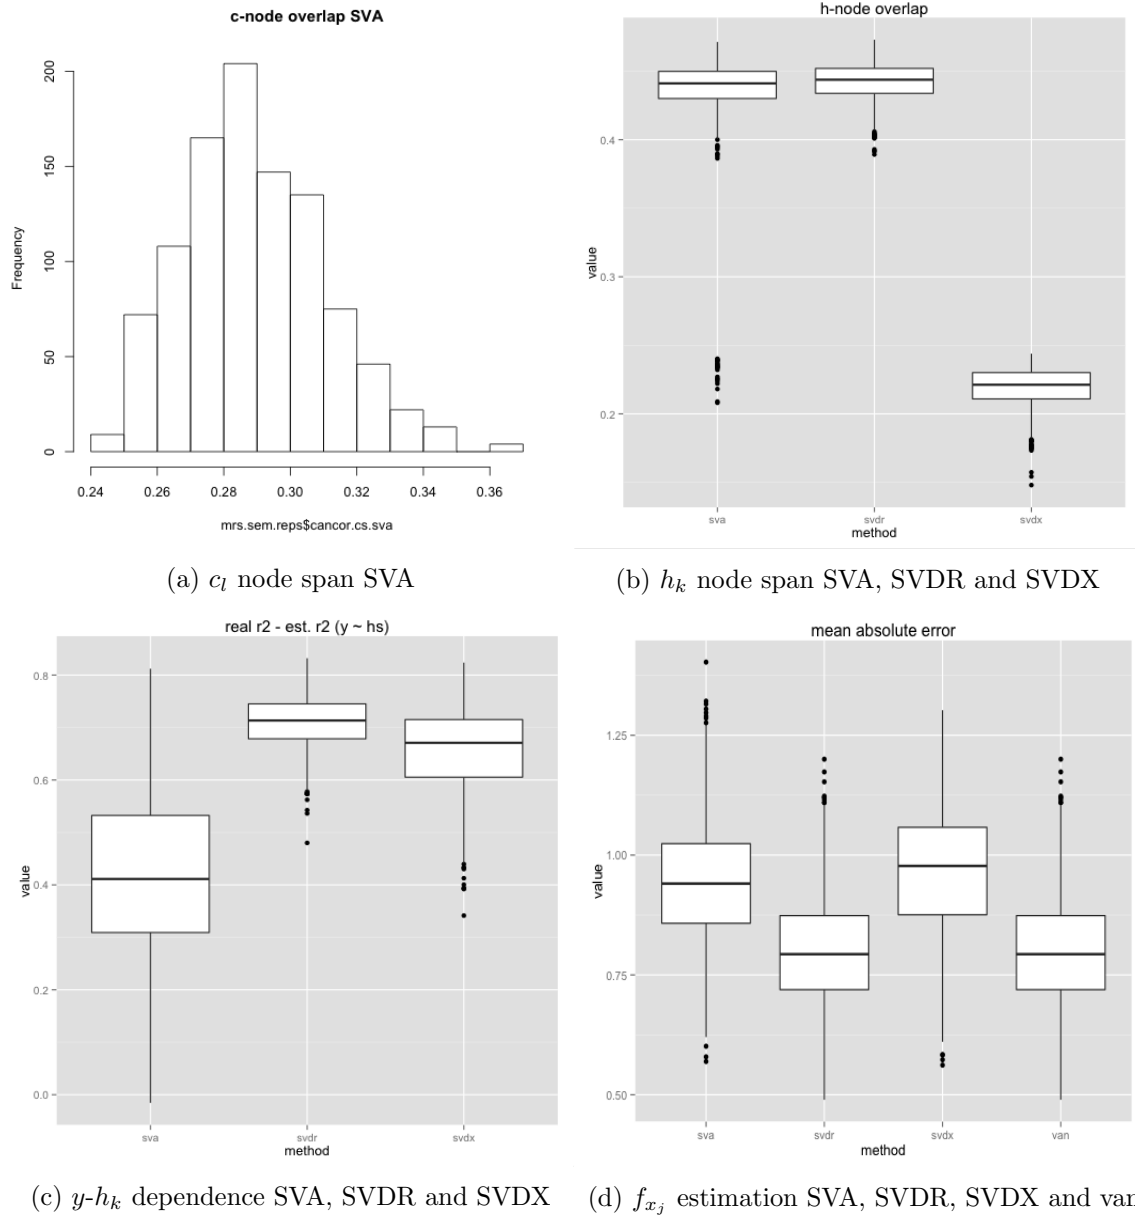 c-node overlap SVA
Frequency
0
50
100
150
200
0.24 0.26 0.28 0.30 0.32 0.34 0.36
mrs.sem.reps$cancor.cs.sva
(a) c_l node span SVA
h-node overlap
value
0.4
0.3
0.2
sva svdr svdx
method
(b) h_k node span SVA, SVDR and SVDX
real r2 - est. r2 (y ~ hs)
value
0.8
0.6
0.4
0.2
0.0
sva svdr svdx
method
(c) y-h_k dependence SVA, SVDR and SVDX
mean absolute error
value
1.25
1.00
0.75
0.50
sva svdr svdx van
method
(d) f_{x_j} estimation SVA, SVDR, SVDX and van